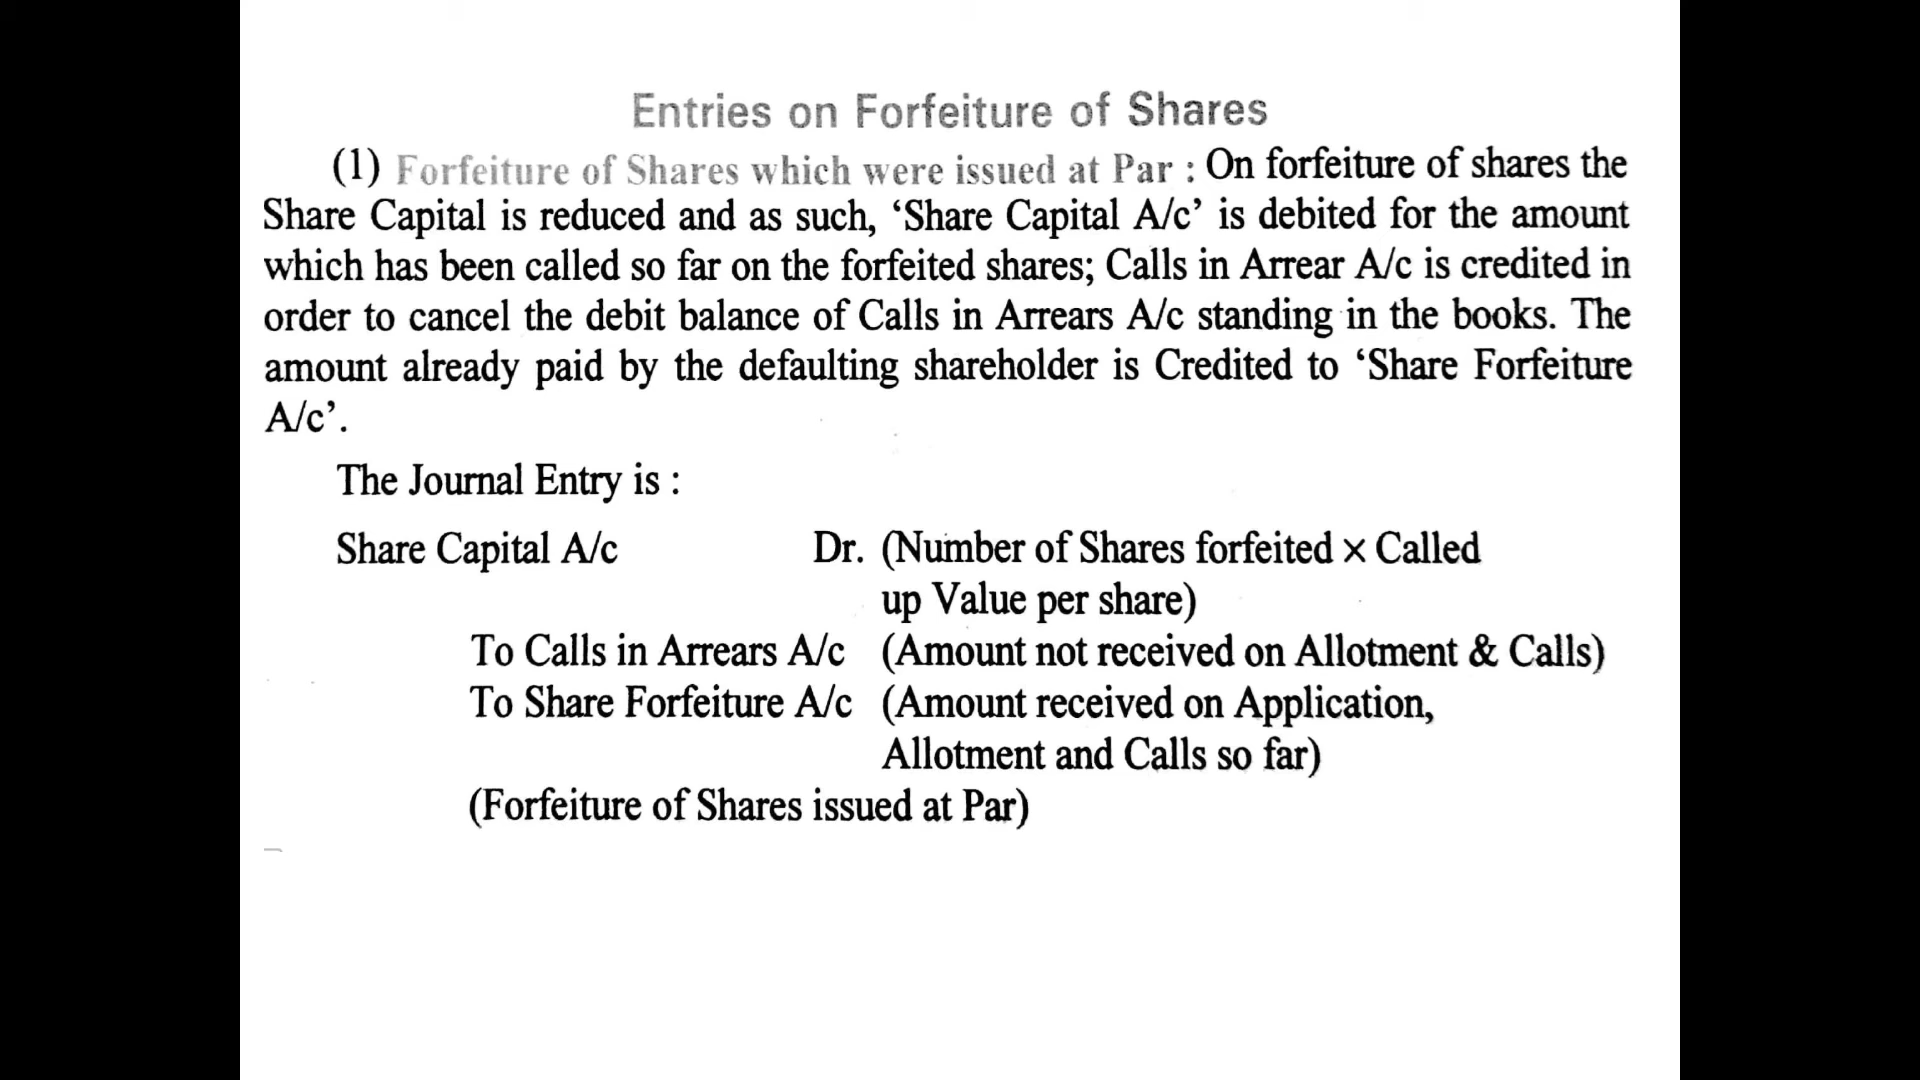 Entries on Forfeiture of Shares
(1) Forfeiture of Shares which were issued at Par : On forfeiture of shares the
Share Capital is reduced and as such, ‘Share Capital A/c’ is debited for the amount
which has been called so far on the forfeited shares; Calls in Arrear A/c is credited in
order to cancel the debit balance of Calls in Arrears A/c standing in the books. The
amount already paid by the defaulting shareholder is Credited to ‘Share Forfeiture
A/c’.
The Journal Entry is :
Share Capital A/c Dr. (Number of Shares forfeited × Called
up Value per share)
To Calls in Arrears A/c (Amount not received on Allotment & Calls)
To Share Forfeiture A/c (Amount received on Application,
Allotment and Calls so far)
(Forfeiture of Shares issued at Par)